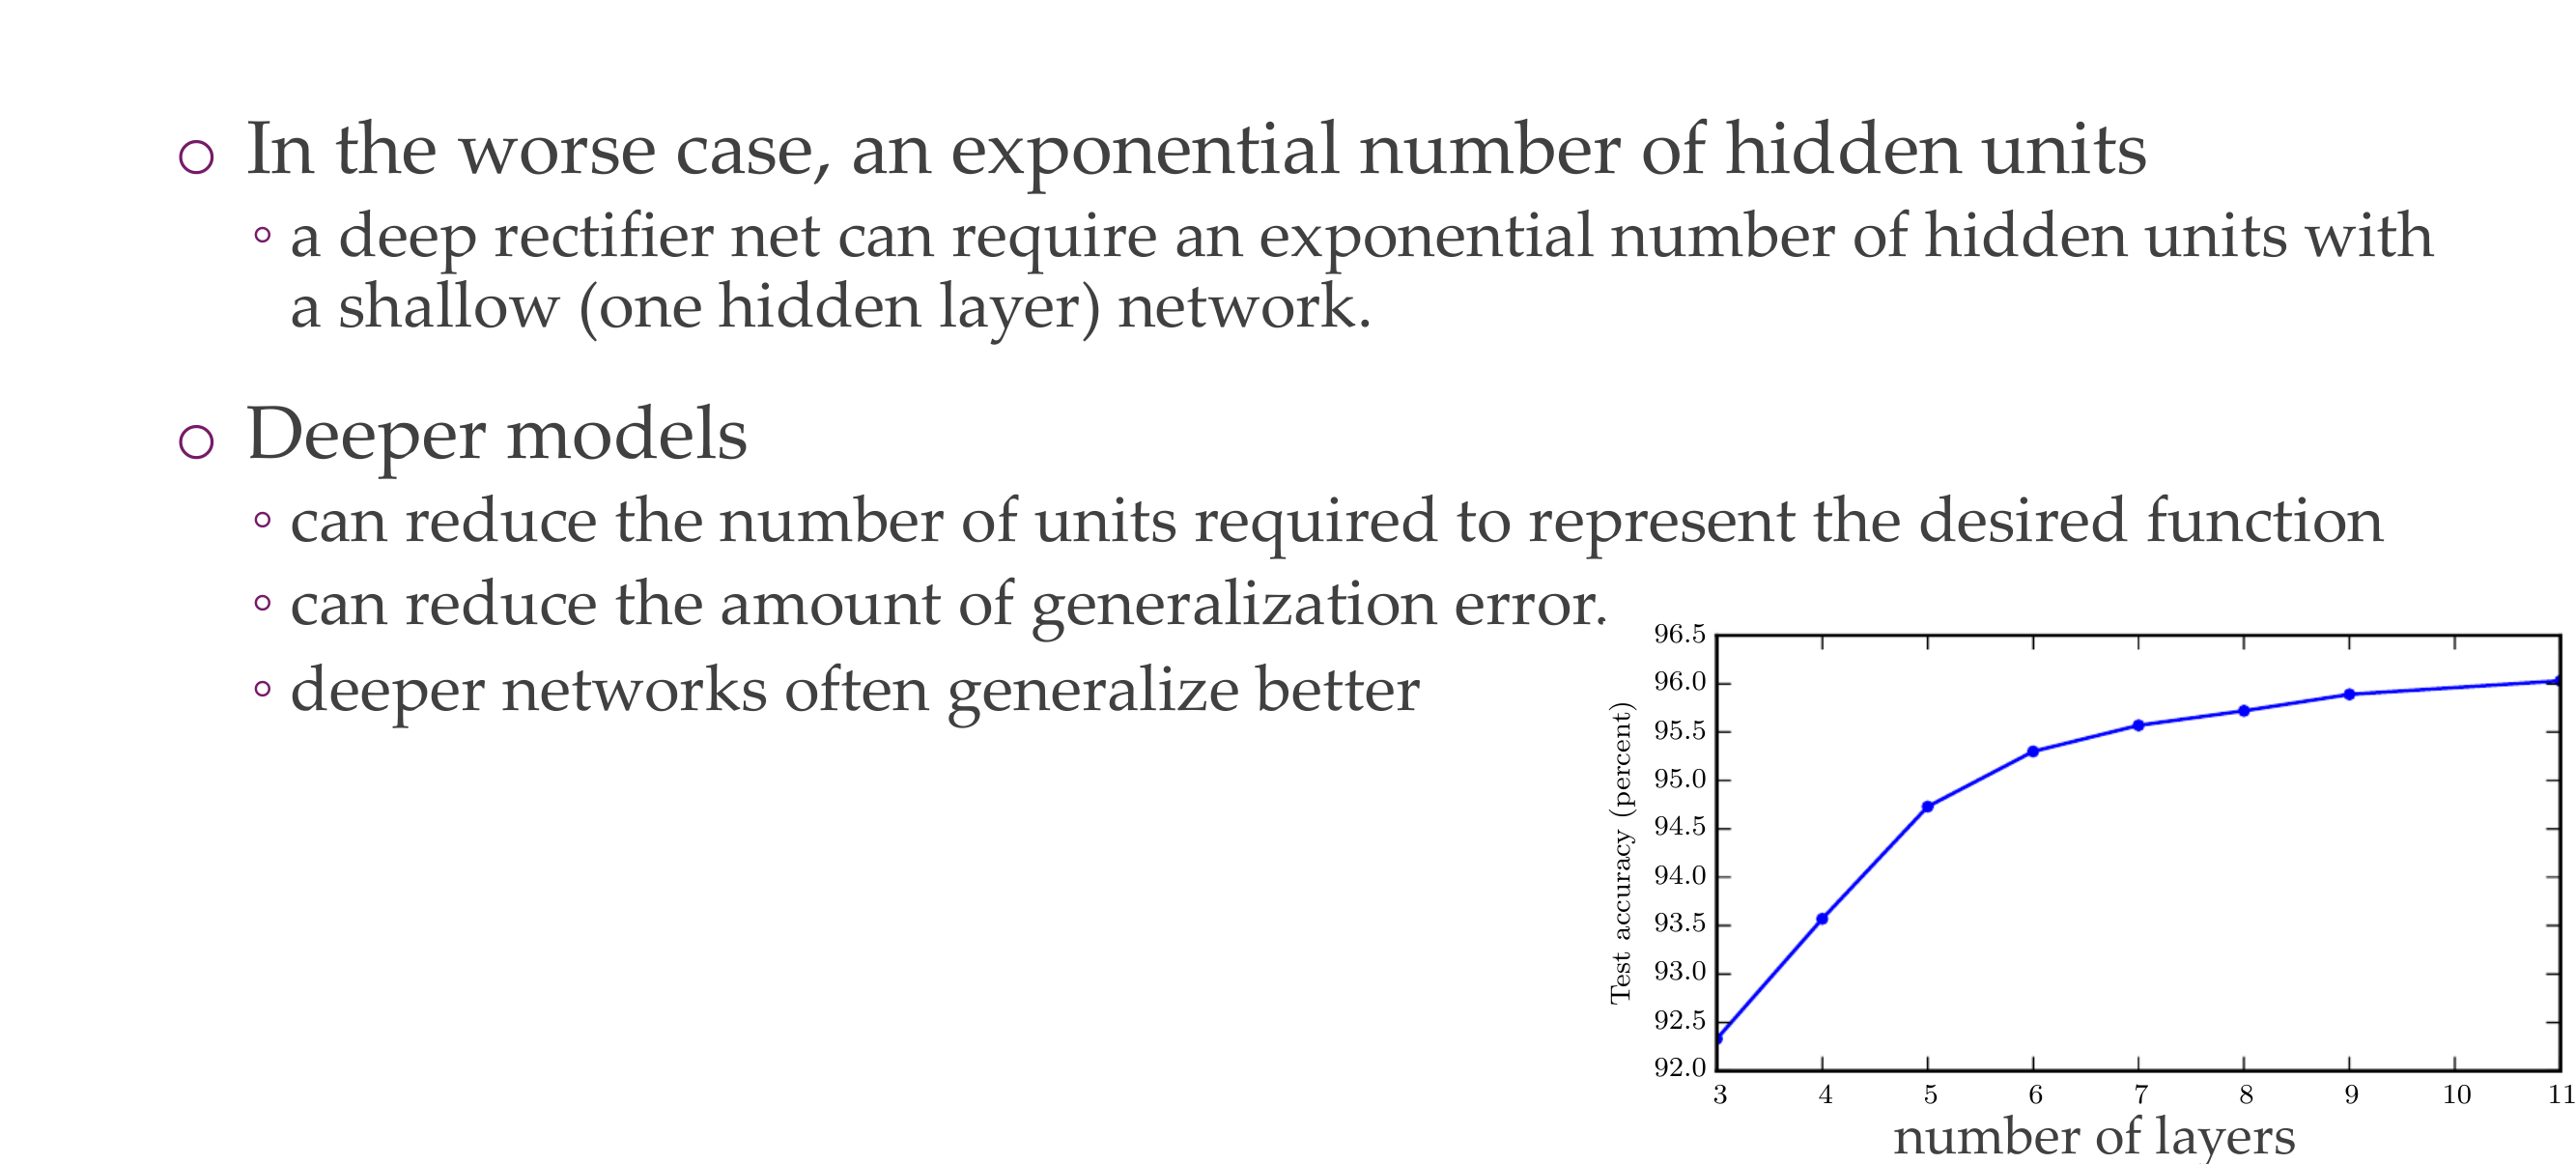 ○ In the worse case, an exponential number of hidden units
◦ a deep rectifier net can require an exponential number of hidden units with
a shallow (one hidden layer) network.
○ Deeper models
◦ can reduce the number of units required to represent the desired function
◦ can reduce the amount of generalization error.
◦ deeper networks often generalize better
96.5
96.0
95.5
95.0
94.5
94.0
93.5
93.0
92.5
92.0
Test accuracy (percent)
3 4 5 6 7 8 9 10 11
number of layers